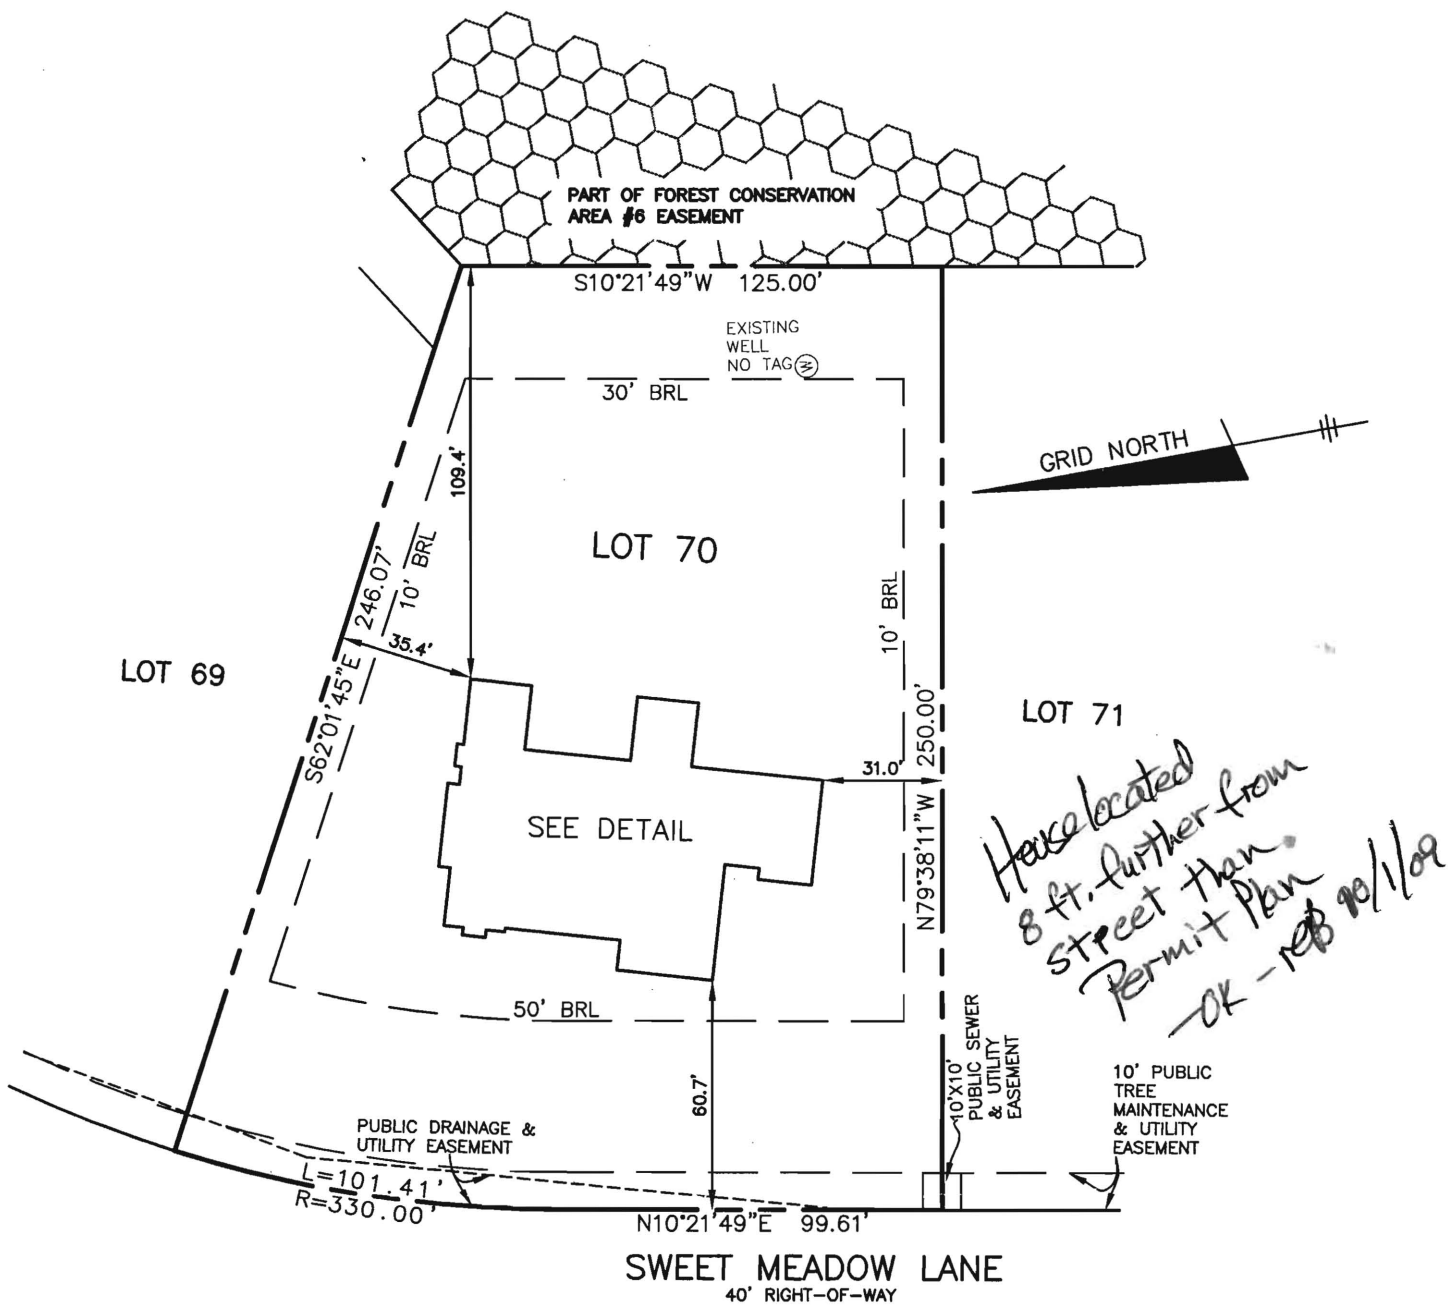 PART OF FOREST CONSERVATION
AREA #6 EASEMENT
S10°21'49"W 125.00'
EXISTING
WELL
NO TAG W
30' BRL
GRID NORTH
109.4'
LOT 70
246.07'
10' BRL
10' BRL
35.4'
LOT 69
S62°01'45"E
LOT 71
250.00'
31.0'
N79°38'11"W
SEE DETAIL
House located
8 ft. further from
street than
Permit Plan
-OK -
50' BRL
10'X10'
PUBLIC SEWER
& UTILITY
EASEMENT
60.7'
10' PUBLIC
TREE
MAINTENANCE
& UTILITY
EASEMENT
PUBLIC DRAINAGE &
UTILITY EASEMENT
L=101.41'
R=330.00'
N10°21'49"E 99.61'
SWEET MEADOW LANE
40' RIGHT-OF-WAY